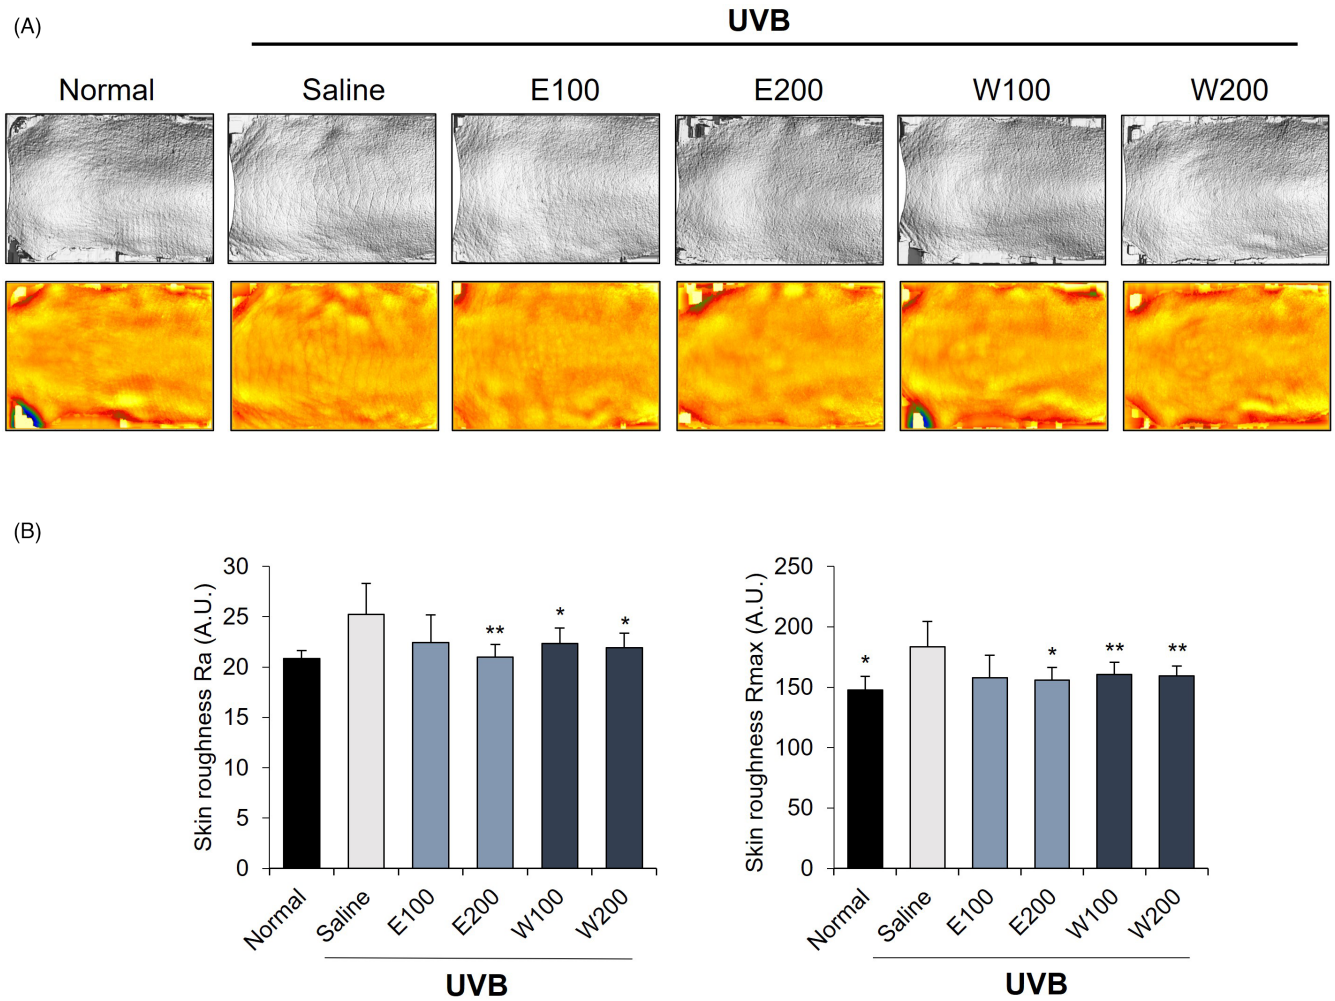 (A)
UVB
Normal Saline E100 E200 W100 W200
(B)
Skin roughness Ra (A.U.)
30
25
20
15
10
5
0
** * *
Normal Saline E100 E200 W100 W200
UVB
Skin roughness Rmax (A.U.)
250
200
150
100
50
0
* * ** **
Normal Saline E100 E200 W100 W200
UVB